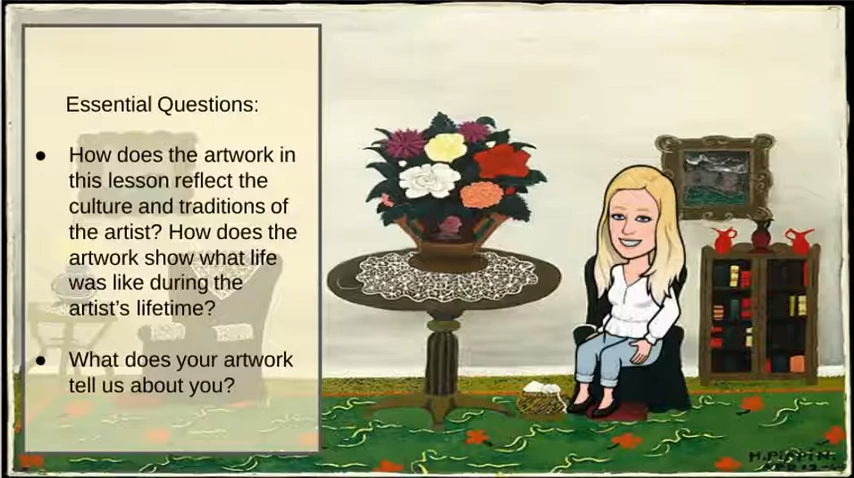 Essential Questions:
● How does the artwork in
this lesson reflect the
culture and traditions of
the artist? How does the
artwork show what life
was like during the
artist's lifetime?
● What does your artwork
tell us about you?
H.PIPPIN.